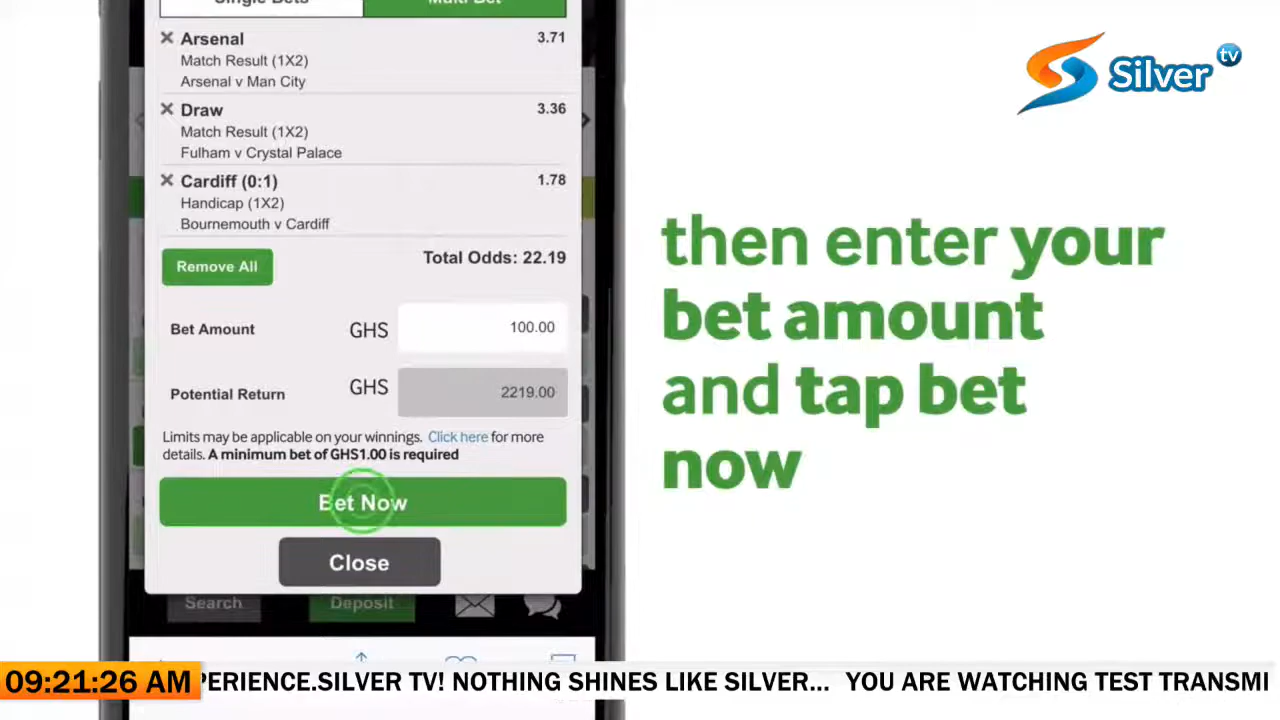 Single Bets
Multi Bet
Arsenal 3.71
Match Result (1X2)
Arsenal v Man City
Draw 3.36
Match Result (1X2)
Fulham v Crystal Palace
Cardiff (0:1) 1.78
Handicap (1X2)
Bournemouth v Cardiff
Remove All
Total Odds: 22.19
Bet Amount GHS 100.00
Potential Return GHS 2219.00
Limits may be applicable on your winnings. Click here for more
details. A minimum bet of GHS1.00 is required
Bet Now
Close
Search
Deposit
Silver tv
then enter your
bet amount
and tap bet
now
09:21:26 AM
PERIENCE.SILVER TV! NOTHING SHINES LIKE SILVER... YOU ARE WATCHING TEST TRANSMI